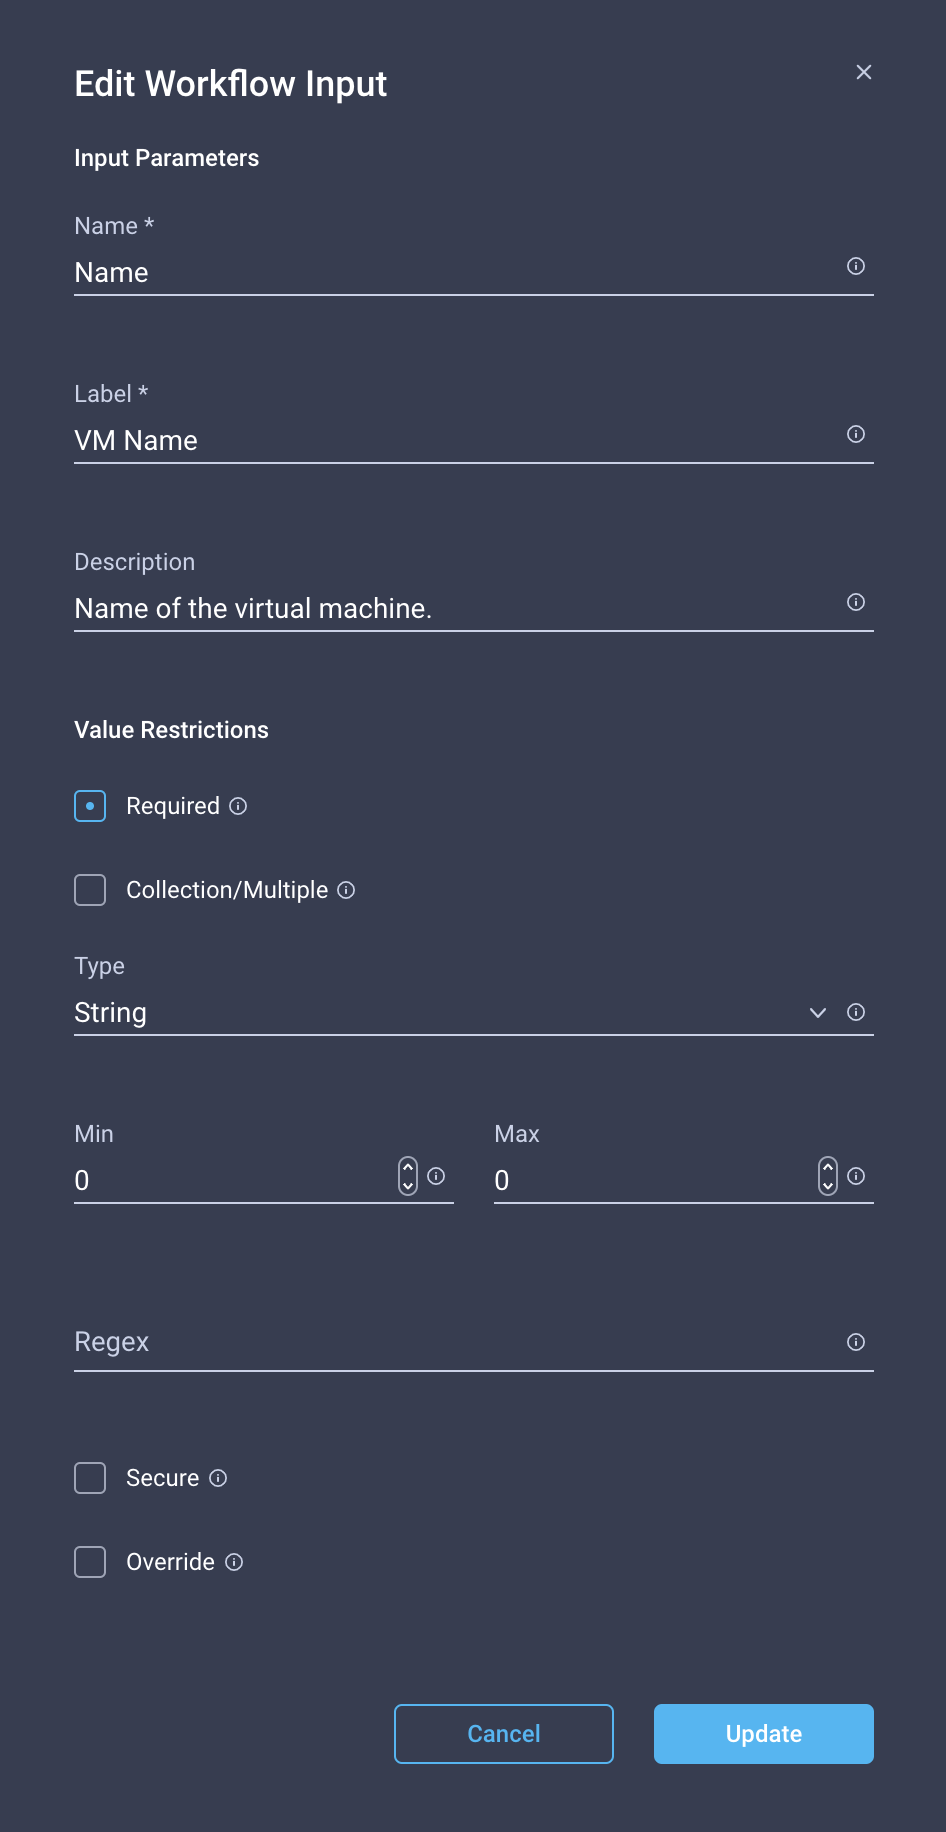 Edit Workflow Input
Input Parameters
Name *
Name
Label *
VM Name
Description
Name of the virtual machine.
Value Restrictions
Required
Collection/Multiple
Type
String
Min
Max
0
0
Regex
Secure
Override
Cancel
Update